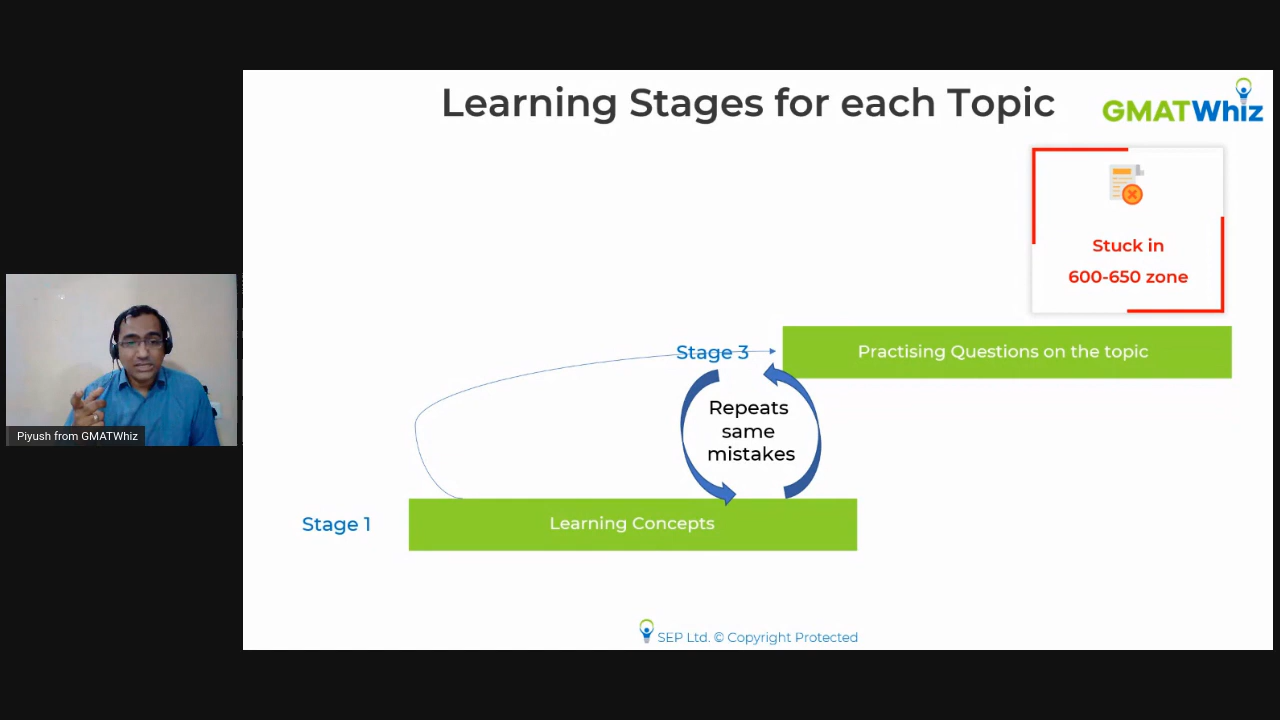 Learning Stages for each Topic
GMATWhiz
Stuck in
600-650 zone
Stage 3
Practising Questions on the topic
Repeats
same
mistakes
Piyush from GMATWhiz
Stage 1
Learning Concepts
SEP Ltd. © Copyright Protected